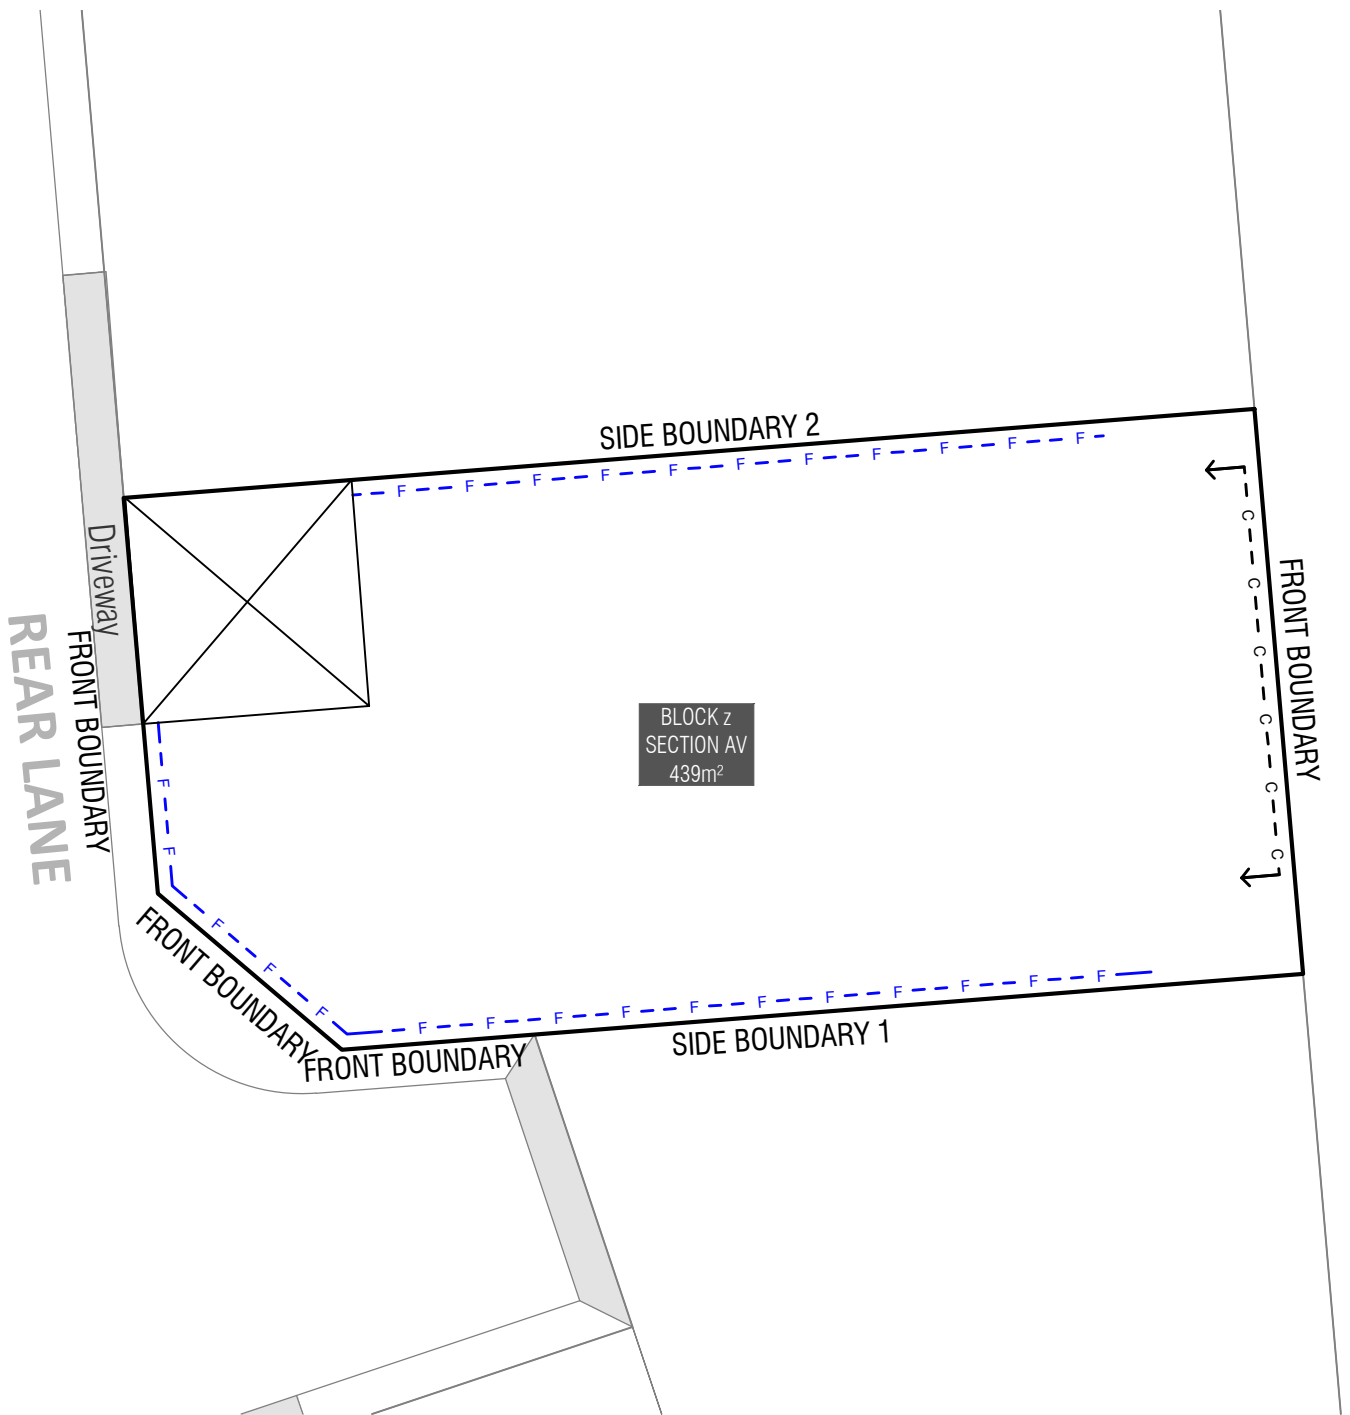 SIDE BOUNDARY 2
F F F F F F F F F F F
Driveway
REAR LANE
FRONT BOUNDARY
F
F
C
C
C
C
C
C
FRONT BOUNDARY
BLOCK z
SECTION AV
439m²
FRONT BOUNDARY
F
F
F
F F F F F F F F F F F
FRONT BOUNDARY
SIDE BOUNDARY 1